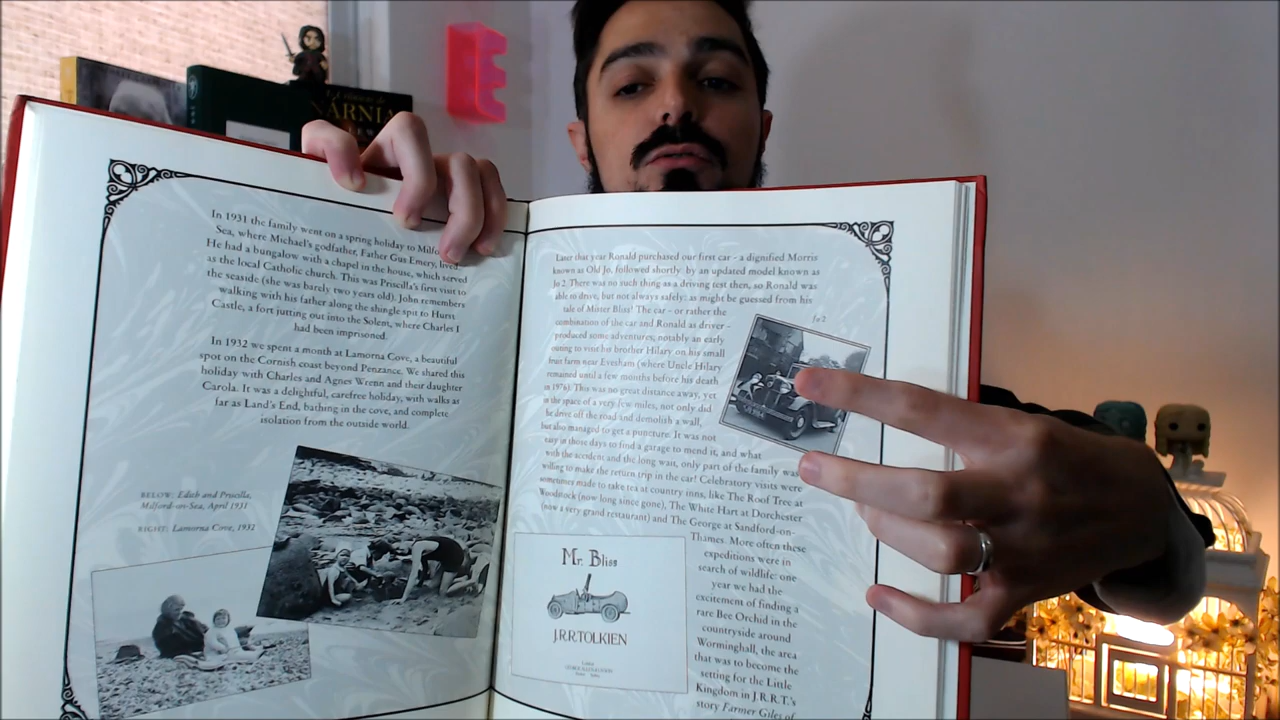 NÁRNIA
In 1931 the family went on a spring holiday to Milfo
Sea, where Michael's godfather, Father Gus Emery, lived.
He had a bungalow with a chapel in the house, which served
as the local Catholic church. This was Priscilla's first visit to
the seaside (she was barely two years old). John remembers
walking with his father along the shingle spit to Hurst
Castle, a fort jutting out into the Solent, where Charles I
had been imprisoned.
In 1932 we spent a month at Lamorna Cove, a beautiful
spot on the Cornish coast beyond Penzance. We shared this
holiday with Charles and Agnes Wrenn and their daughter
Carola. It was a delightful, carefree holiday, with walks as
far as Land's End, bathing in the cove, and complete
isolation from the outside world.
BELOW: Edith and Priscilla,
Milford-on-Sea, April 1931
RIGHT: Lamorna Cove, 1932
Later that year Ronald purchased our first car - a dignified Morris
known as Old Jo, followed shortly by an updated model known as
Jo 2. There was no such thing as a driving test then, so Ronald was
able to drive, but not always safely: as might be guessed from his
tale of Mister Bliss! The car - or rather the
combination of the car and Ronald as driver -
produced some adventures; notably an early
outing to visit his brother Hilary on his small
fruit farm near Evesham (where Uncle Hilary
remained until a few months before his death
in 1976). This was no great distance away, yet
in the space of a very few miles, not only did
he drive off the road and demolish a wall,
but also managed to get a puncture. It was not
easy in those days to find a garage to mend it, and what
with the accident and the long wait, only part of the family was
willing to make the return trip in the car! Celebratory visits were
sometimes made to take tea at country inns, like The Roof Tree at
Woodstock (now long since gone), The White Hart at Dorchester
(now a very grand restaurant) and The George at Sandford-on-
Thames. More often these
expeditions were in
search of wildlife: one
year we had the
excitement of finding a
rare Bee Orchid in the
countryside around
Worminghall, the area
that was to become the
setting for the Little
Kingdom in J.R.R.T.'s
story Farmer Giles of
Jo 2
Mr. Bliss
J.R.R.TOLKIEN